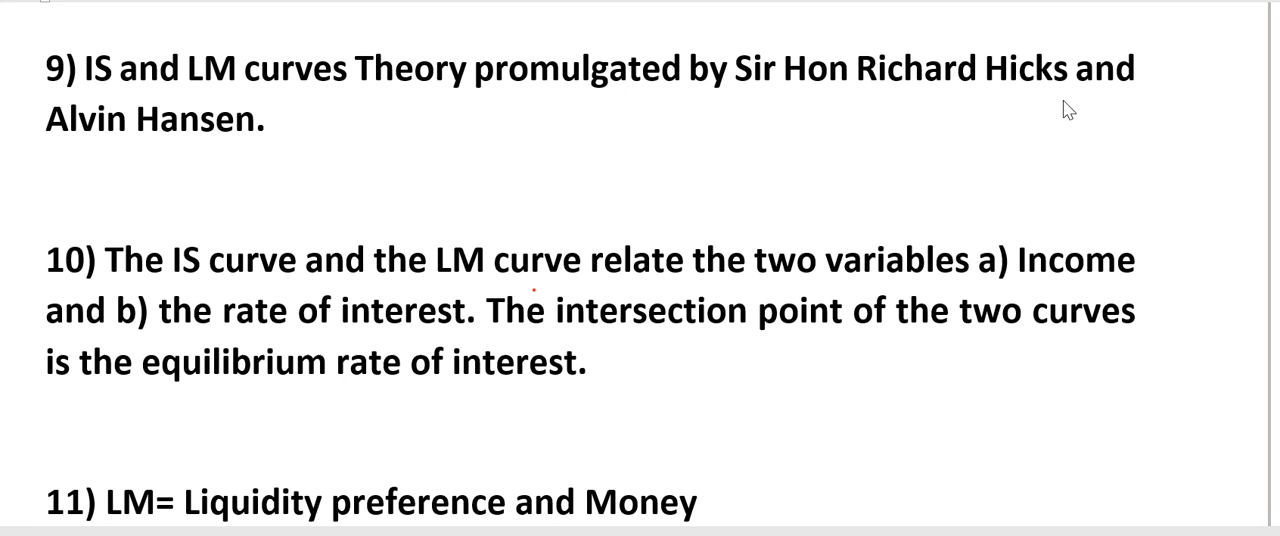 9) IS and LM curves Theory promulgated by Sir Hon Richard Hicks and
Alvin Hansen.
10) The IS curve and the LM curve relate the two variables a) Income
and b) the rate of interest. The intersection point of the two curves
is the equilibrium rate of interest.
11) LM= Liquidity preference and Money